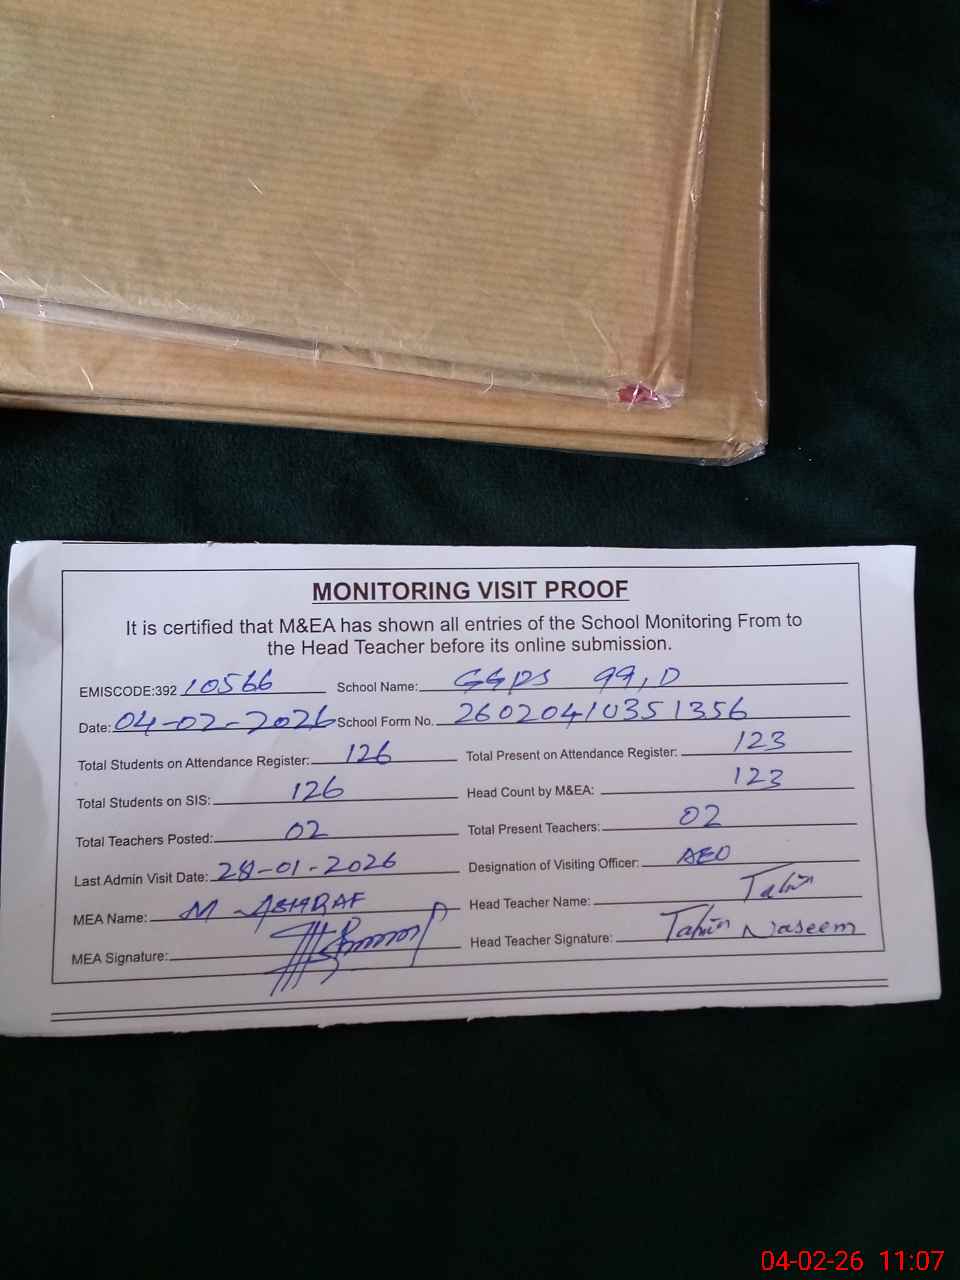 MONITORING VISIT PROOF
It is certified that M&EA has shown all entries of the School Monitoring From to
the Head Teacher before its online submission.
EMISCODE:392 10566 School Name: GGPS 99, D
Date: 04-02-2026 School Form No. 26020410351356
Total Students on Attendance Register: 126 Total Present on Attendance Register: 123
Total Students on SIS: 126 Head Count by M&EA: 123
Total Teachers Posted: 02 Total Present Teachers: 02
Last Admin Visit Date: 28-01-2026 Designation of Visiting Officer: AEO
MEA Name: M ASHRAF Head Teacher Name:
MEA Signature: Head Teacher Signature: Naseem
04-02-26 11:07